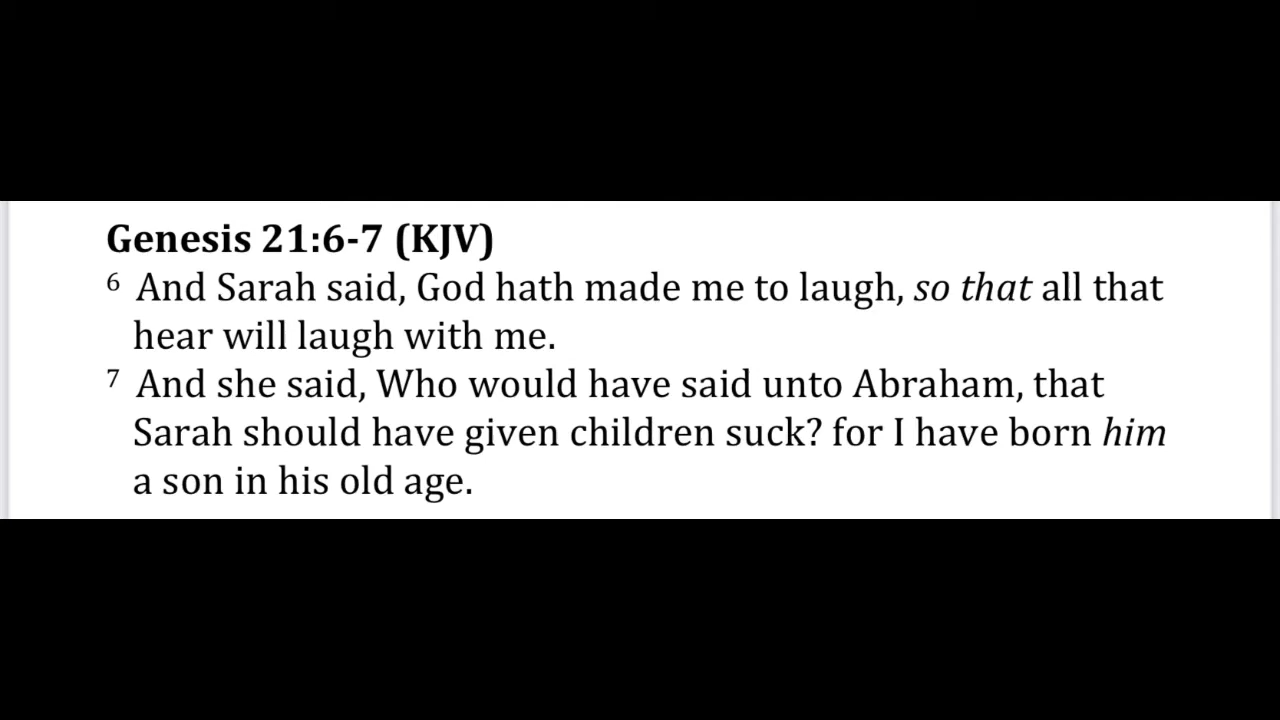 Genesis 21:6-7 (KJV)
6 And Sarah said, God hath made me to laugh, so that all that
hear will laugh with me.
7 And she said, Who would have said unto Abraham, that
Sarah should have given children suck? for I have born him
a son in his old age.